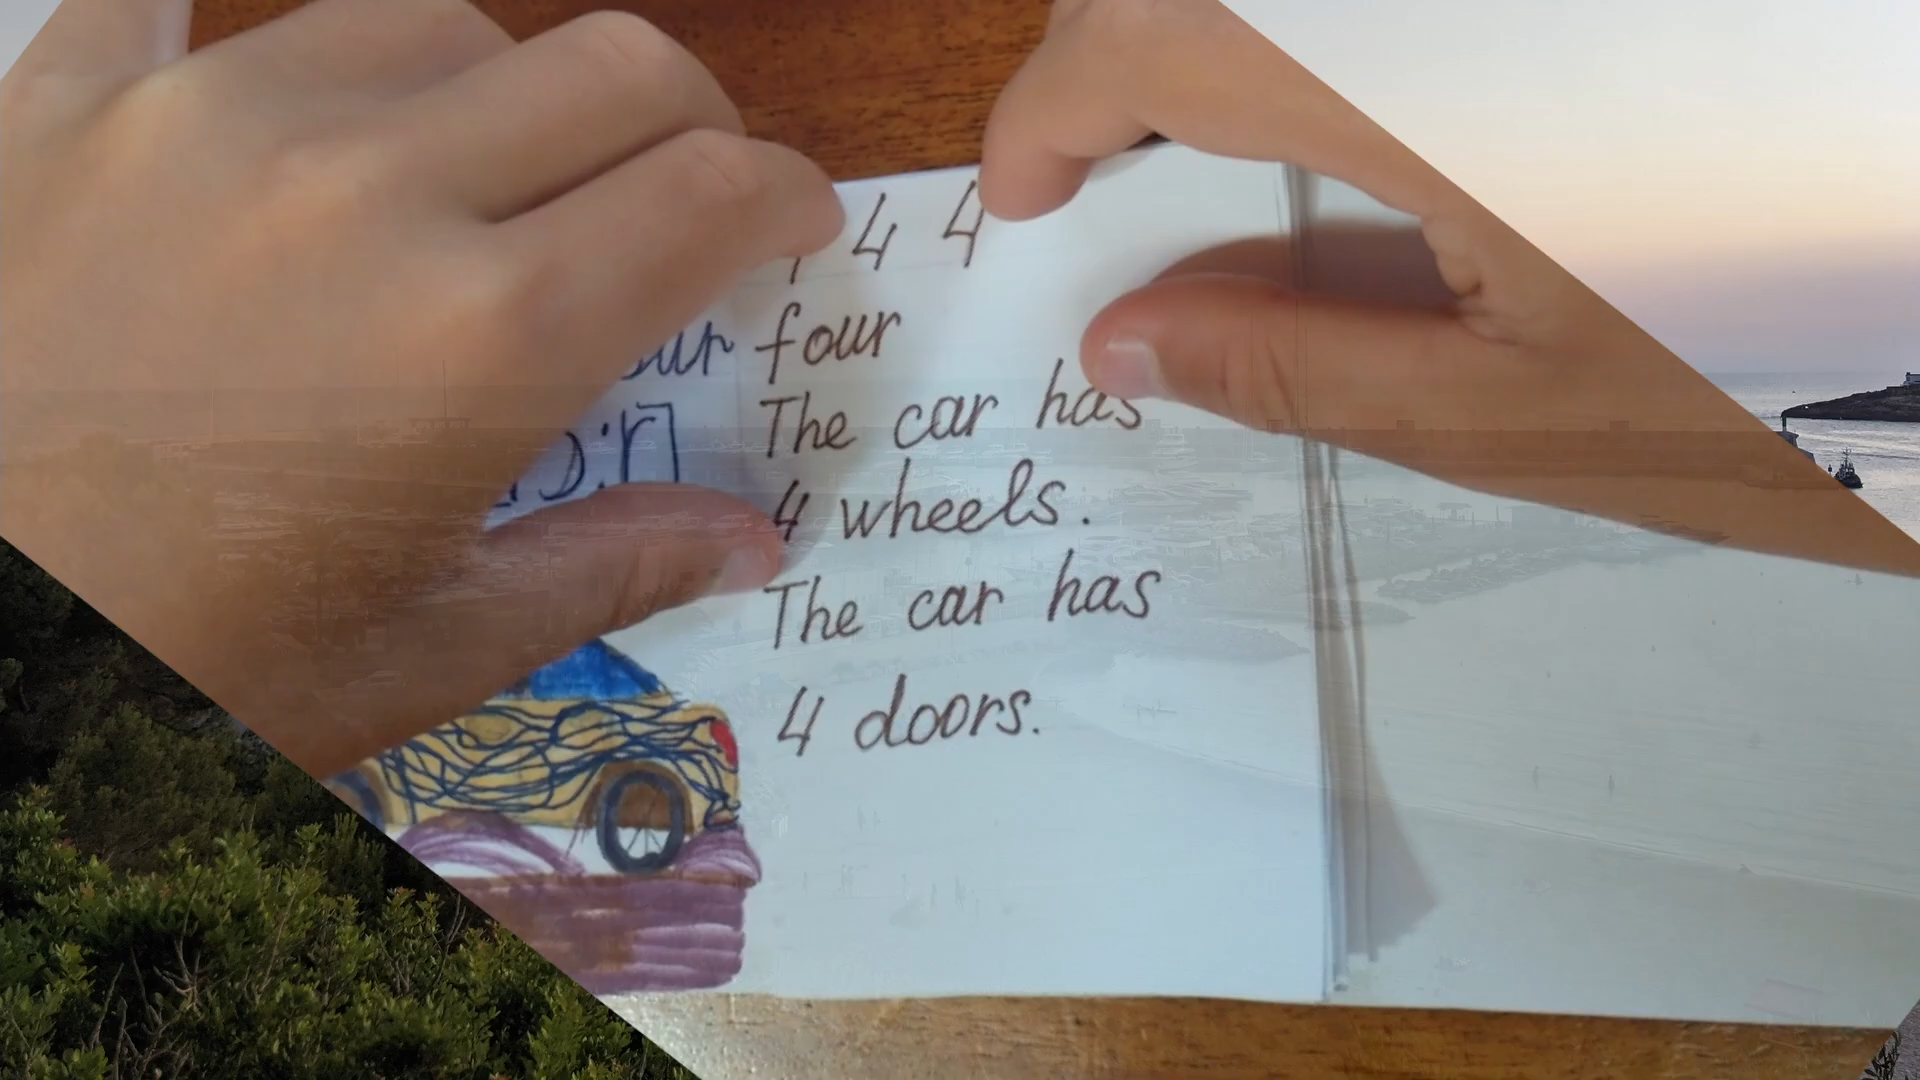 4 4
four
The car has
4 wheels.
The car has
4 doors.